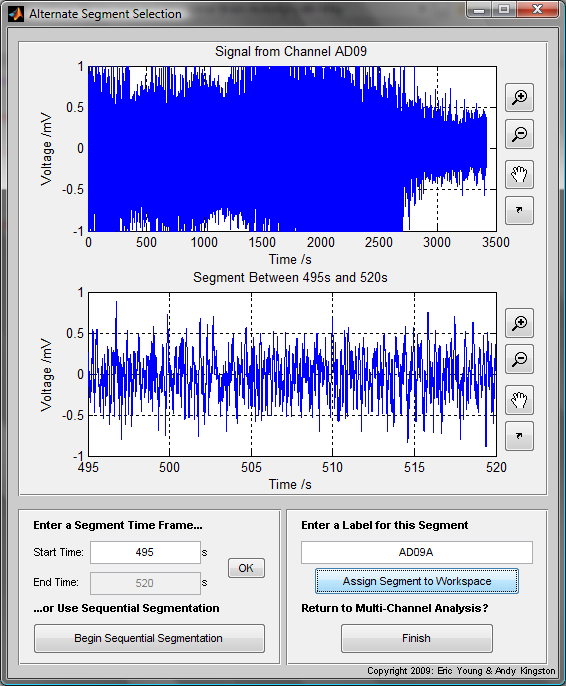 Alternate Segment Selection
Signal from Channel AD09
Voltage /mV
1
0.5
0
-0.5
-1
0 500 1000 1500 2000 2500 3000 3500
Time /s
Segment Between 495s and 520s
Voltage /mV
1
0.5
0
-0.5
-1
495 500 505 510 515 520
Time /s
Enter a Segment Time Frame...
Start Time: 495 s
OK
End Time: 520 s
...or Use Sequential Segmentation
Begin Sequential Segmentation
Enter a Label for this Segment
AD09A
Assign Segment to Workspace
Return to Multi-Channel Analysis?
Finish
Copyright 2009: Eric Young & Andy Kingston